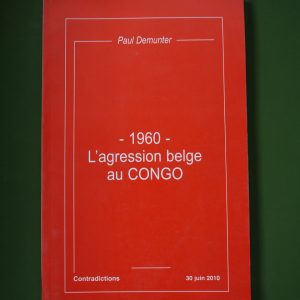 Paul Demunter
- 1960 -
L'agression belge
au CONGO
Contradictions 30 juin 2010